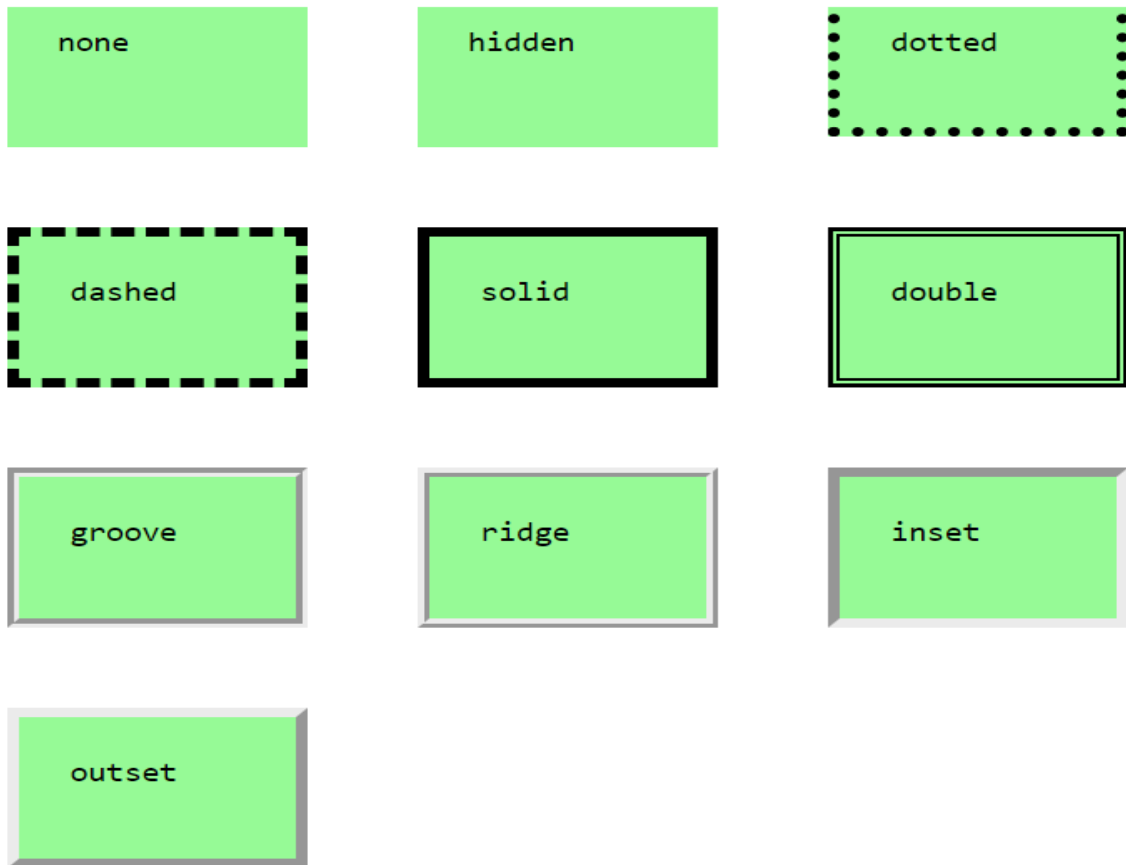 none
hidden
dotted
dashed
solid
double
groove
ridge
inset
outset